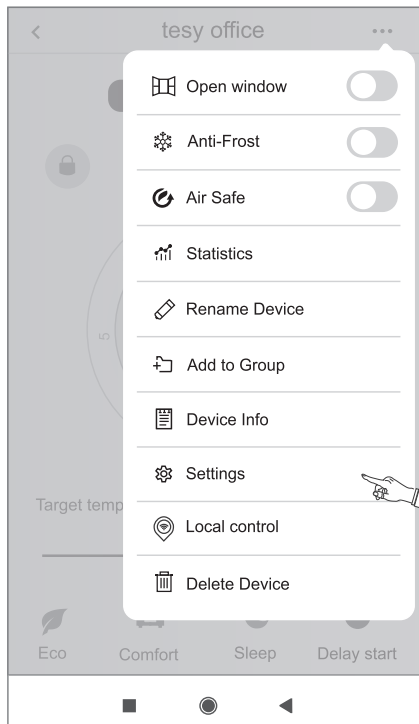 tesy office
Open window
Anti-Frost
Air Safe
Statistics
Rename Device
5
Add to Group
Device Info
Settings
Target temp
Local control
Delete Device
Eco Comfort Sleep Delay start